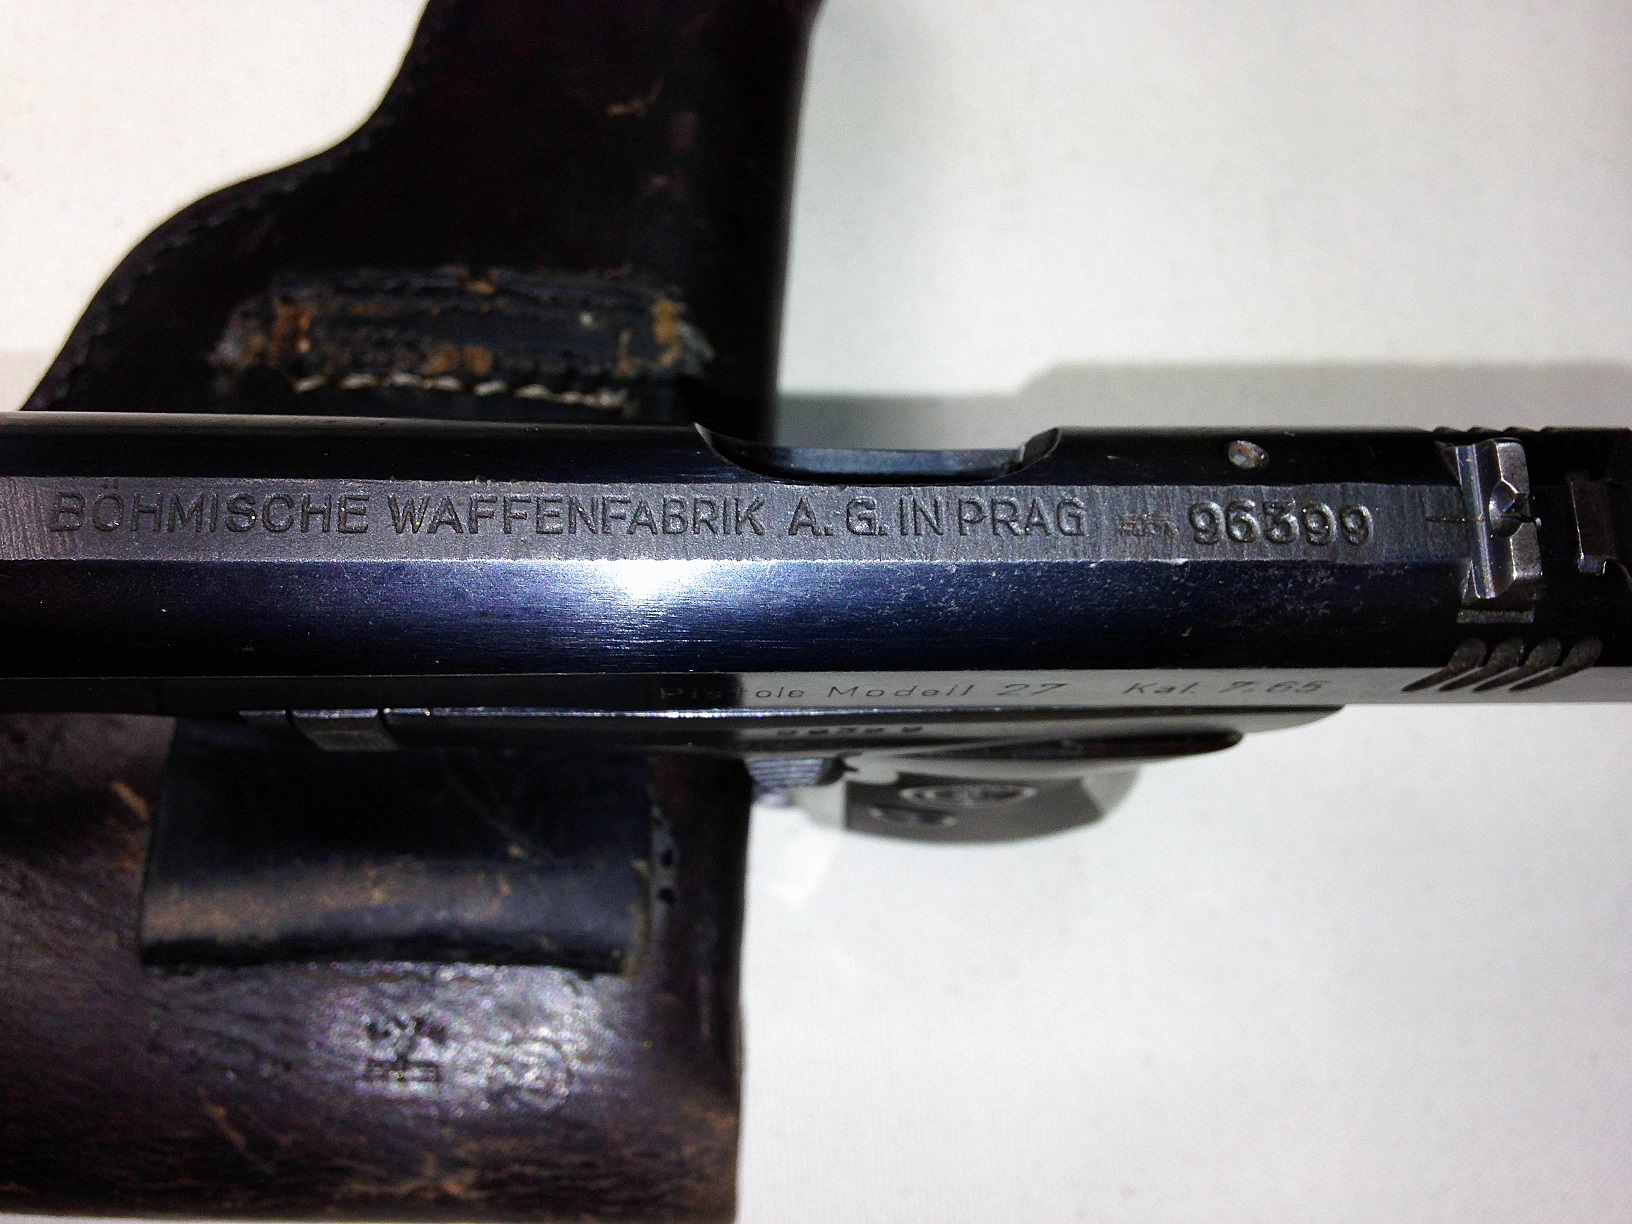 BÖHMISCHE WAFFENFABRIK A. G. IN PRAG 96399
Pistole Modell 27 Kal. 7,65